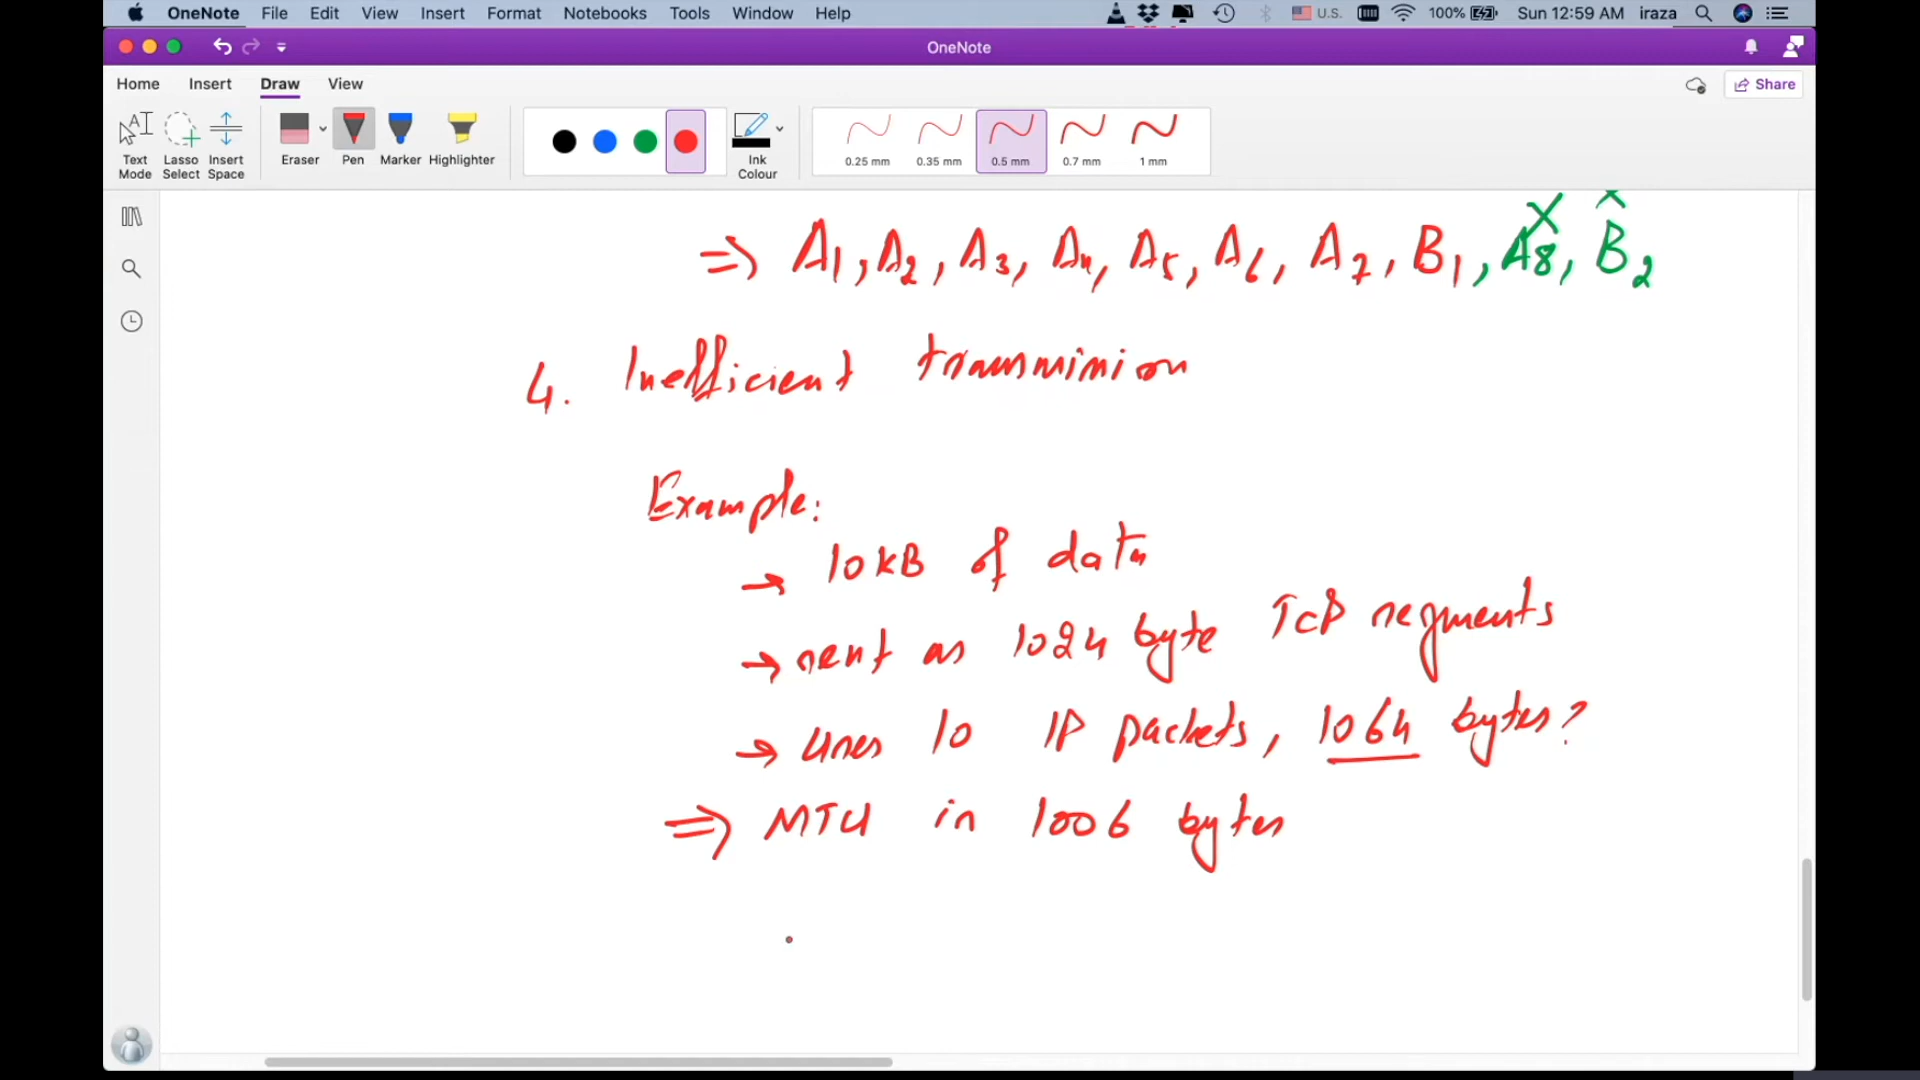 OneNote File Edit View Insert Format Notebooks Tools Window Help U.S. 100% Sun 12:59 AM iraza
OneNote
Home Insert Draw View Share
Text Mode Lasso Select Insert Space Eraser Pen Marker Highlighter Ink Colour 0.25 mm 0.35 mm 0.5 mm 0.7 mm 1 mm
⇒ A1, A2, A3, A4, A5, A6, A7, B1, A8, B2
4. Inefficient transmission
Example:
→ 10kB of data
→ sent as 1024 byte TCP segments
→ uses 10 IP packets, 1064 bytes?
⇒ MTU is 1006 bytes